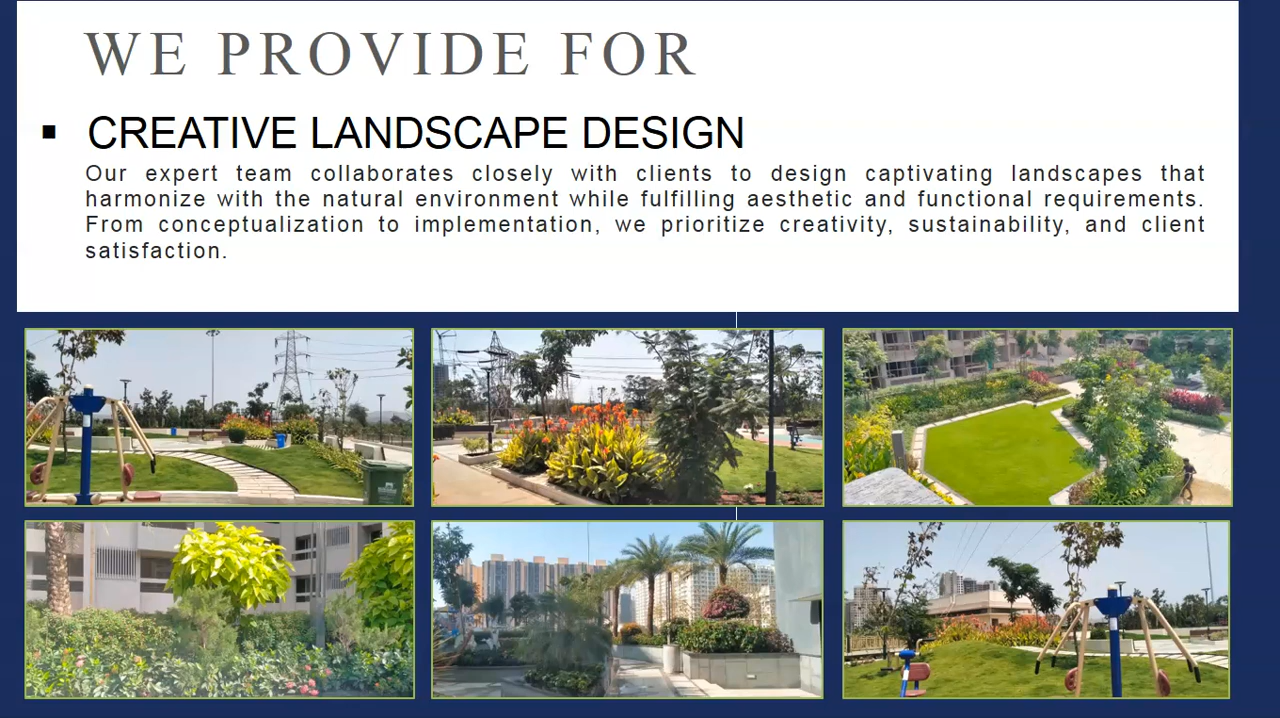 WE PROVIDE FOR
▪ CREATIVE LANDSCAPE DESIGN
Our expert team collaborates closely with clients to design captivating landscapes that
harmonize with the natural environment while fulfilling aesthetic and functional requirements.
From conceptualization to implementation, we prioritize creativity, sustainability, and client
satisfaction.